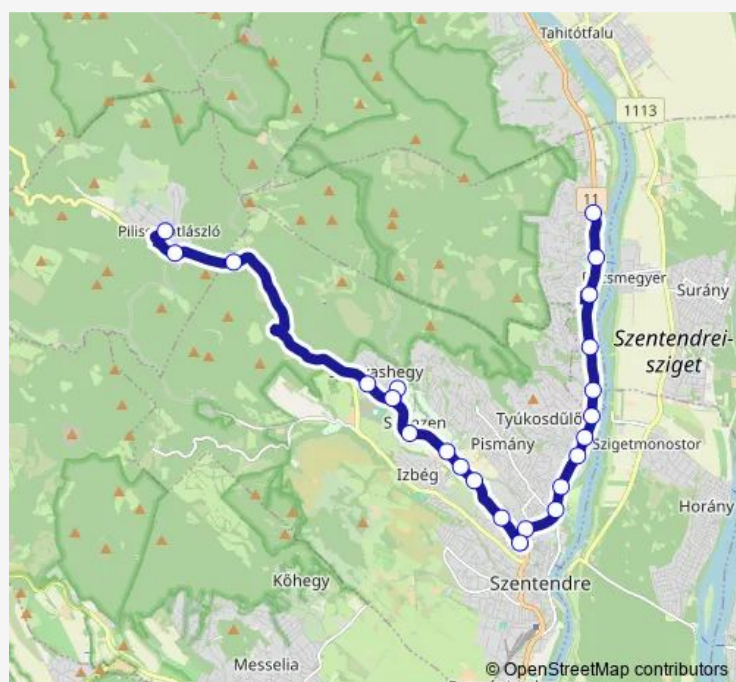 Tahitótfalu
1113
11
Surány
Szentendrei-
sziget
Tyúkosdűlő
Pismány
Szigetmonostor
Izbég
Horány
Kőhegy
Szentendre
Messelia
© OpenStreetMap contributors